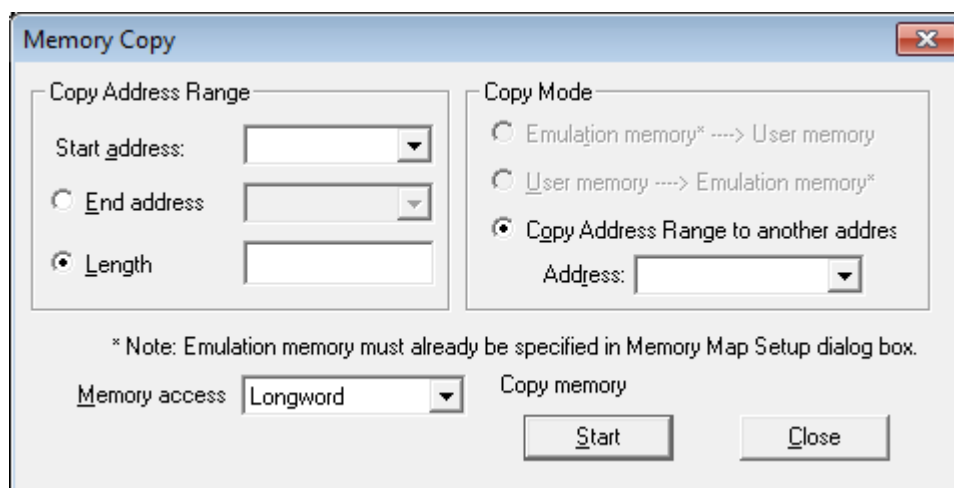 Memory Copy
Copy Address Range
Start address:
End address
Length
Copy Mode
Emulation memory* ----> User memory
User memory ----> Emulation memory*
Copy Address Range to another addres
Address:
* Note: Emulation memory must already be specified in Memory Map Setup dialog box.
Memory access Longword
Copy memory
Start Close